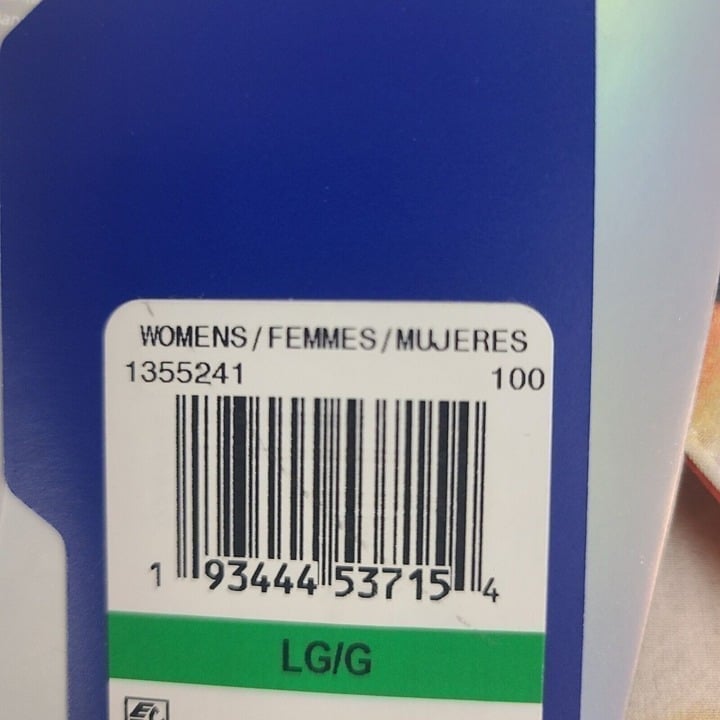 WOMENS/FEMMES/MUJERES
1355241 100
1 93444 53715 4
LG/G